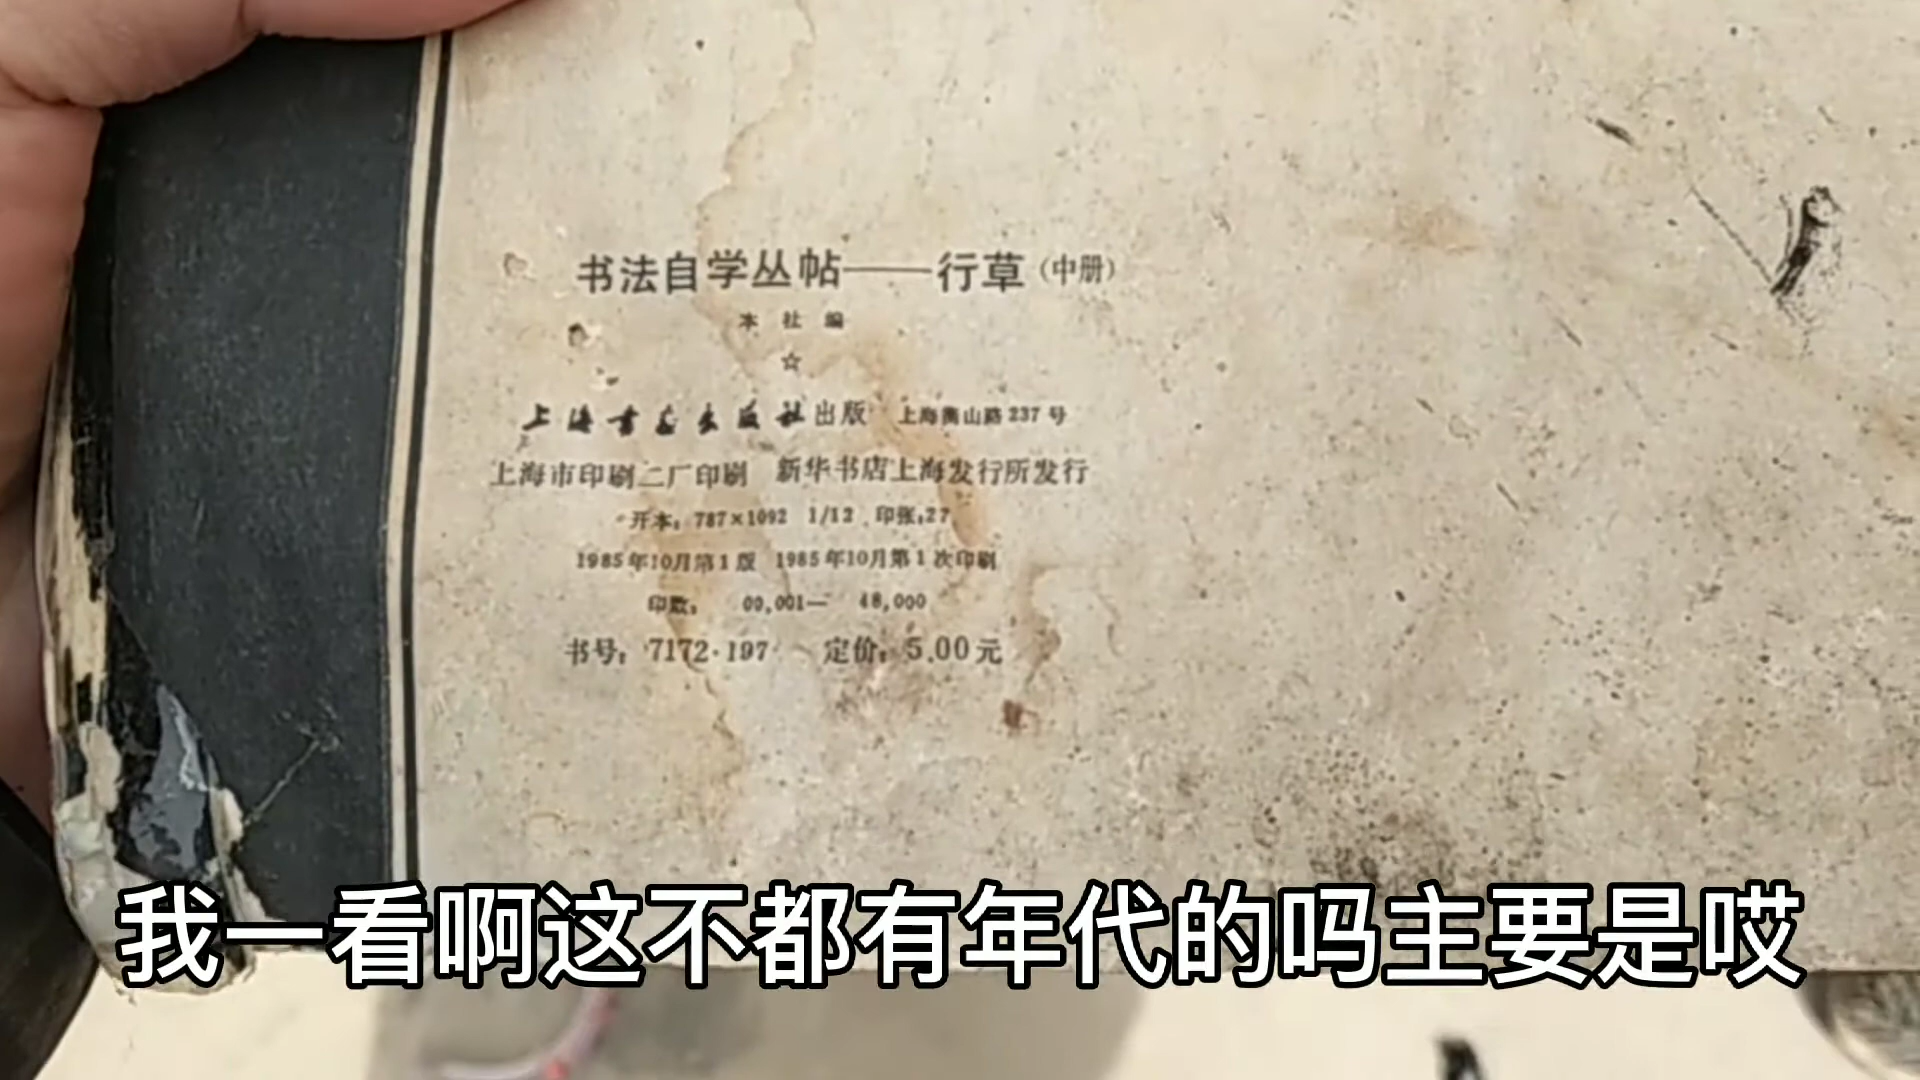 书法自学丛帖——行草（中册）
本社编
☆
上海书画出版社出版 上海衡山路237号
上海市印刷二厂印刷 新华书店上海发行所发行
开本：787×1092 1/12 印张：27
1985年10月第1版 1985年10月第1次印刷
印数：00,001—48,000
书号：7172·197 定价：5.00元
我一看啊这不都有年代的吗主要是哎